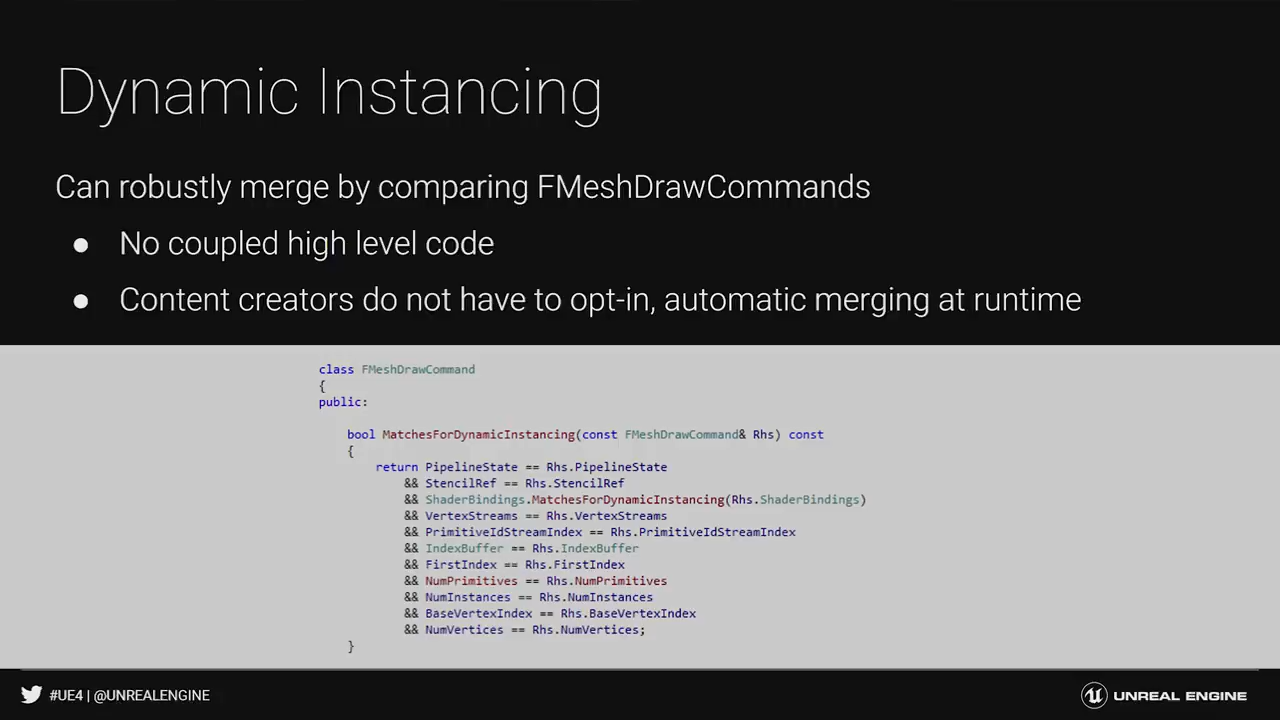 Dynamic Instancing
Can robustly merge by comparing FMeshDrawCommands
● No coupled high level code
● Content creators do not have to opt-in, automatic merging at runtime
class FMeshDrawCommand
{
public:
bool MatchesForDynamicInstancing(const FMeshDrawCommand& Rhs) const
{
return PipelineState == Rhs.PipelineState
&& StencilRef == Rhs.StencilRef
&& ShaderBindings.MatchesForDynamicInstancing(Rhs.ShaderBindings)
&& VertexStreams == Rhs.VertexStreams
&& PrimitiveIdStreamIndex == Rhs.PrimitiveIdStreamIndex
&& IndexBuffer == Rhs.IndexBuffer
&& FirstIndex == Rhs.FirstIndex
&& NumPrimitives == Rhs.NumPrimitives
&& NumInstances == Rhs.NumInstances
&& BaseVertexIndex == Rhs.BaseVertexIndex
&& NumVertices == Rhs.NumVertices;
}
#UE4 | @UNREALENGINE
UNREAL ENGINE